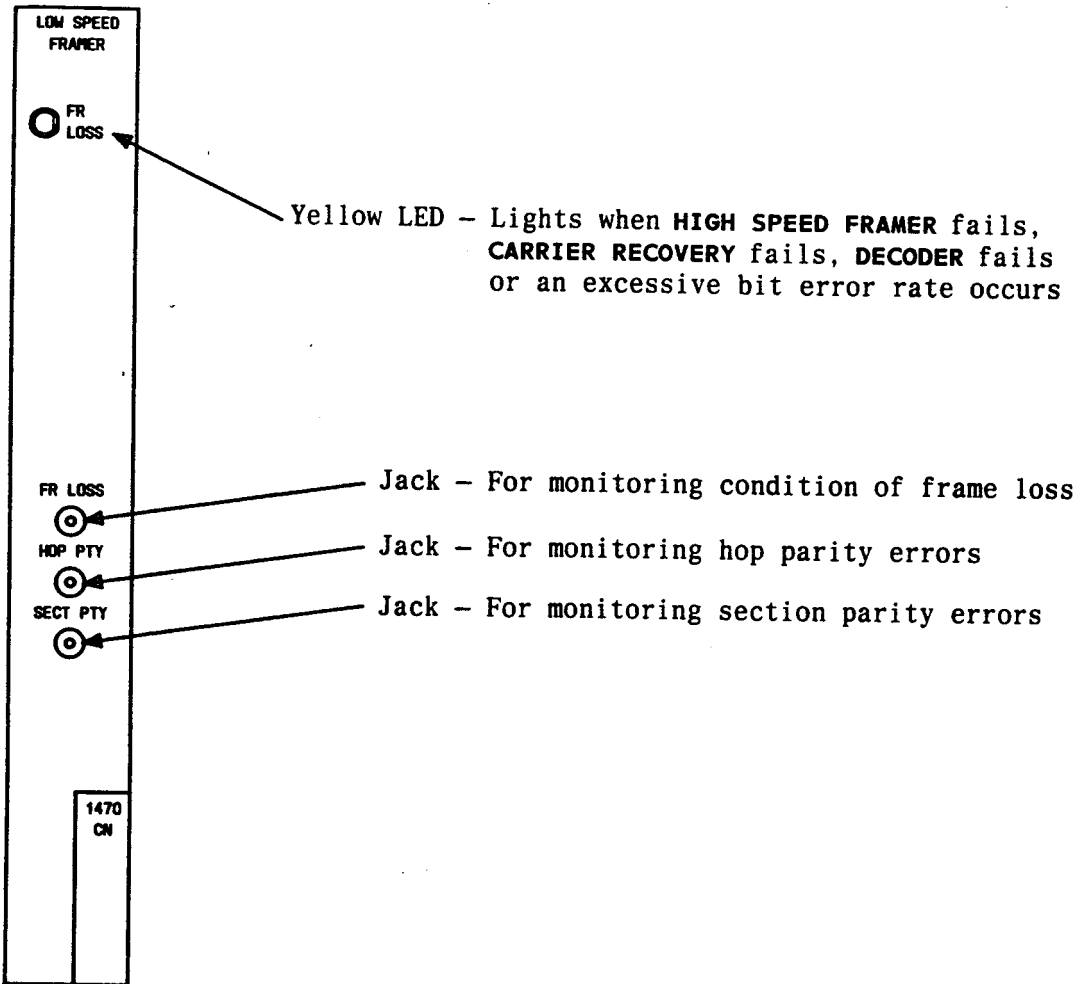 LOW SPEED
FRAMER
FR
LOSS
Yellow LED – Lights when HIGH SPEED FRAMER fails,
CARRIER RECOVERY fails, DECODER fails
or an excessive bit error rate occurs
FR LOSS
Jack – For monitoring condition of frame loss
HOP PTY
Jack – For monitoring hop parity errors
SECT PTY
Jack – For monitoring section parity errors
1470
CN